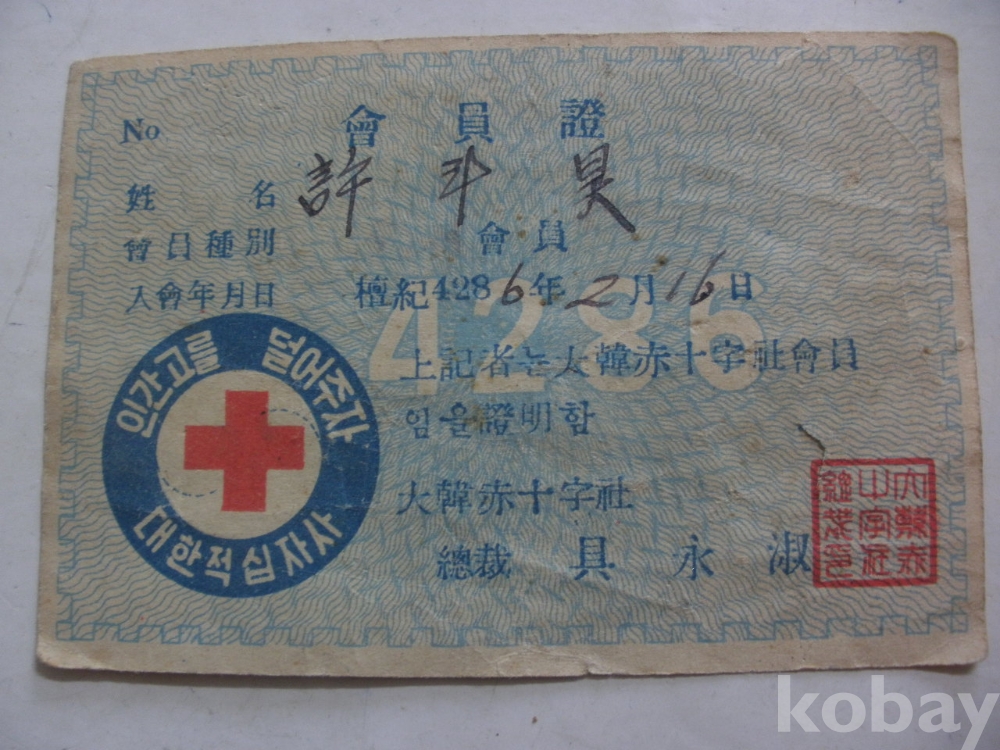 No
會員證
姓名 許斗昊
會員種別 會員
入會年月日 檀紀4286年2月16日
4286
上記者는大韓赤十字社會員
임을證明함
大韓赤十字社
總裁 具永淑
인간고를 덜어주자
대한적십자사
kobay